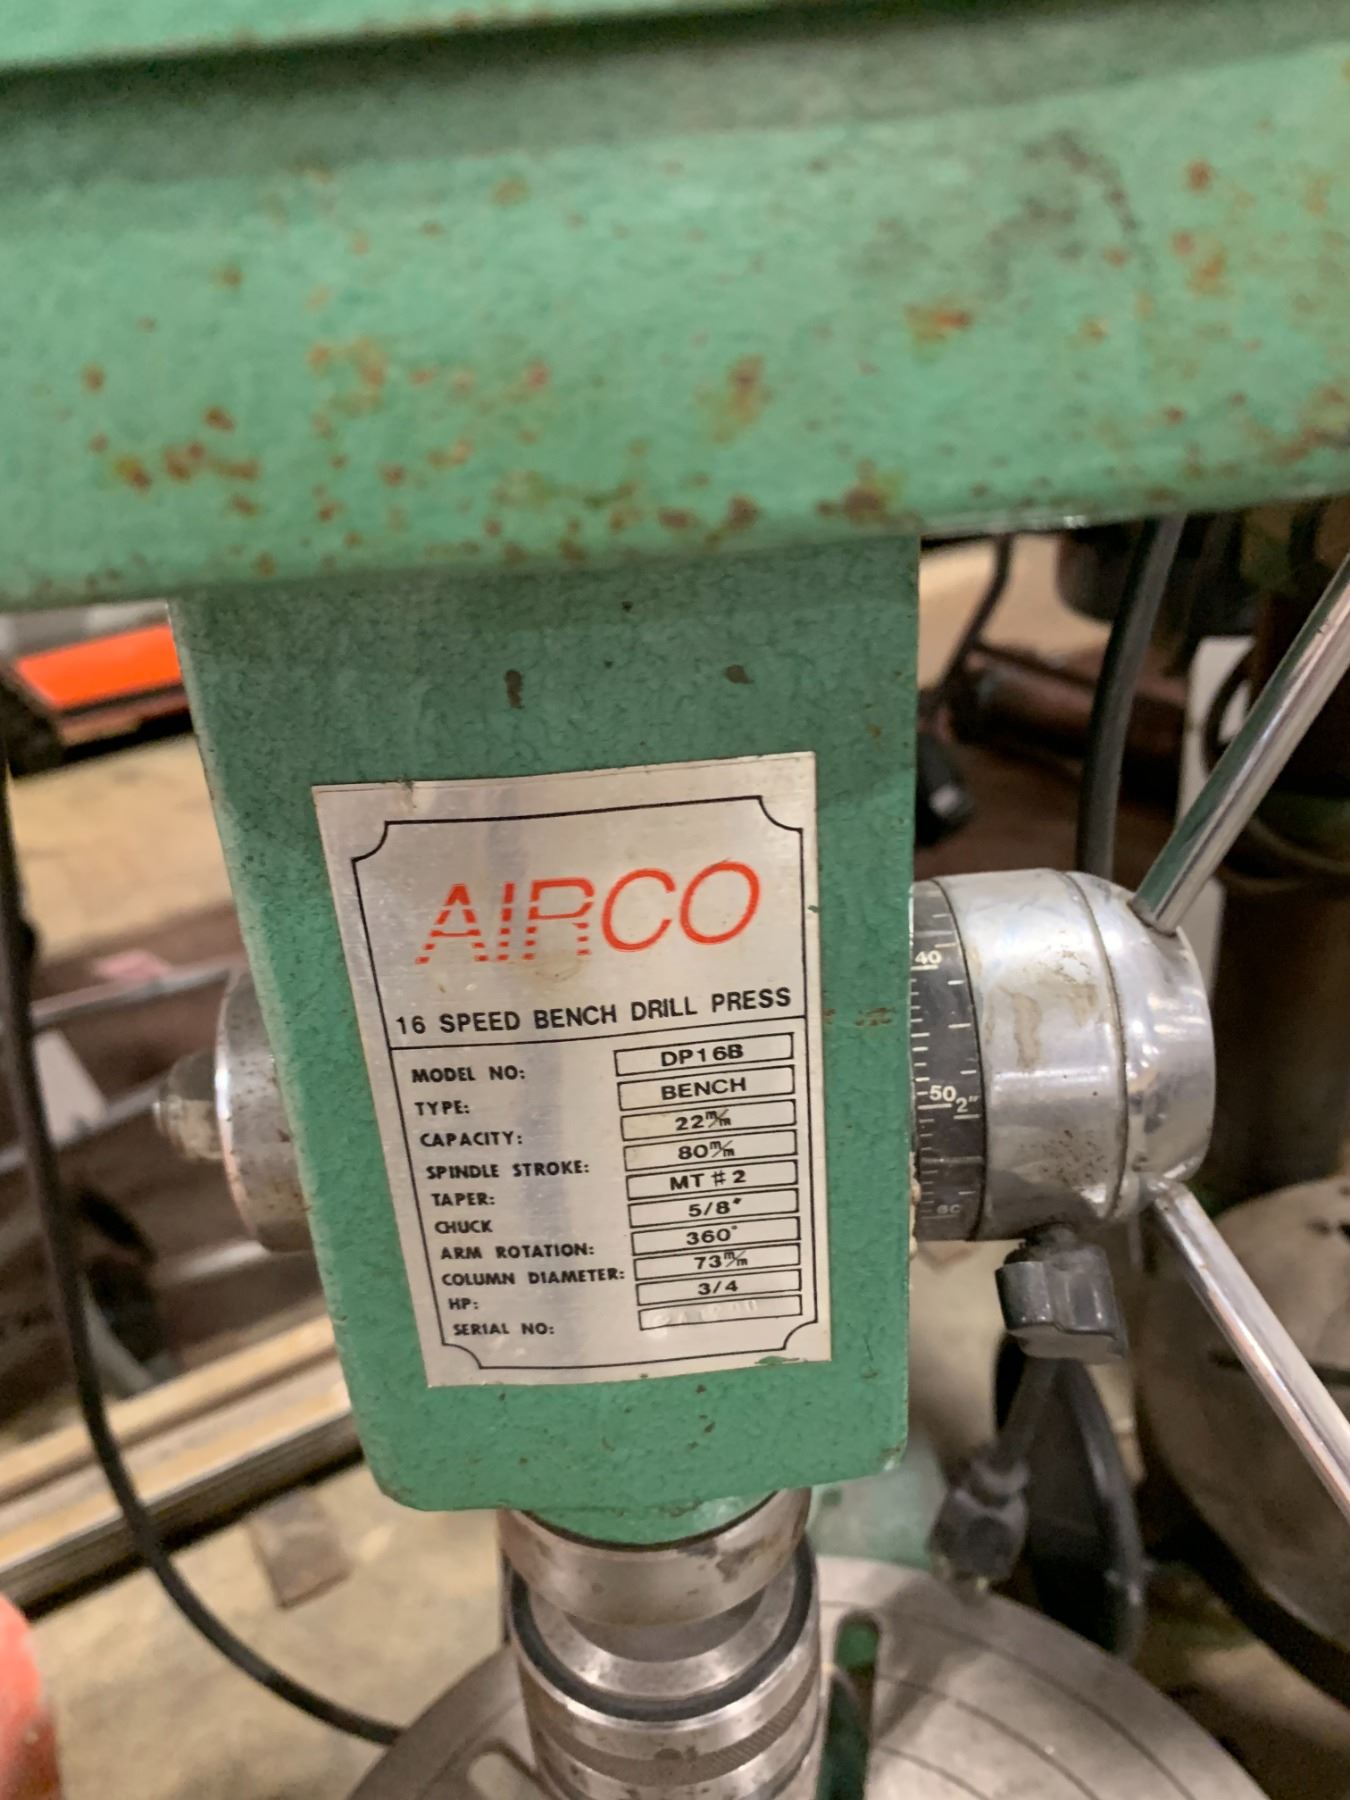 AIRCO
16 SPEED BENCH DRILL PRESS
MODEL NO: DP16B
TYPE: BENCH
CAPACITY: 22m/m
SPINDLE STROKE: 80m/m
TAPER: MT #2
CHUCK 5/8"
ARM ROTATION: 360°
COLUMN DIAMETER: 73m/m
HP: 3/4
SERIAL NO:
40
50
2"